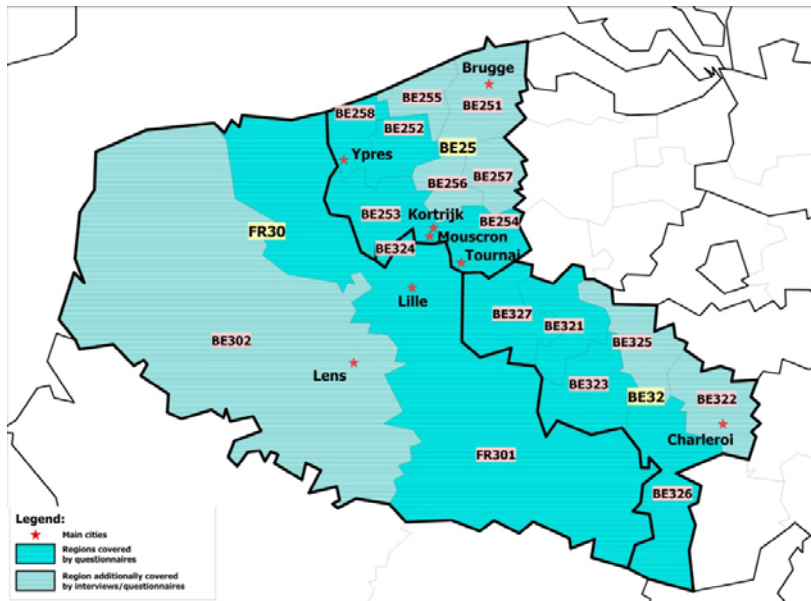 Brugge
BE255
BE251
BE258
BE252
BE25
Ypres
BE257
BE256
BE253
Kortrijk
BE254
FR30
Mouscron
BE324
Tournai
Lille
BE327
BE321
BE302
BE325
Lens
BE323
BE32
BE322
Charleroi
FR301
BE326
Legend:
Main cities
Regions covered
by questionnaires
Region additionally covered
by interviews/questionnaires